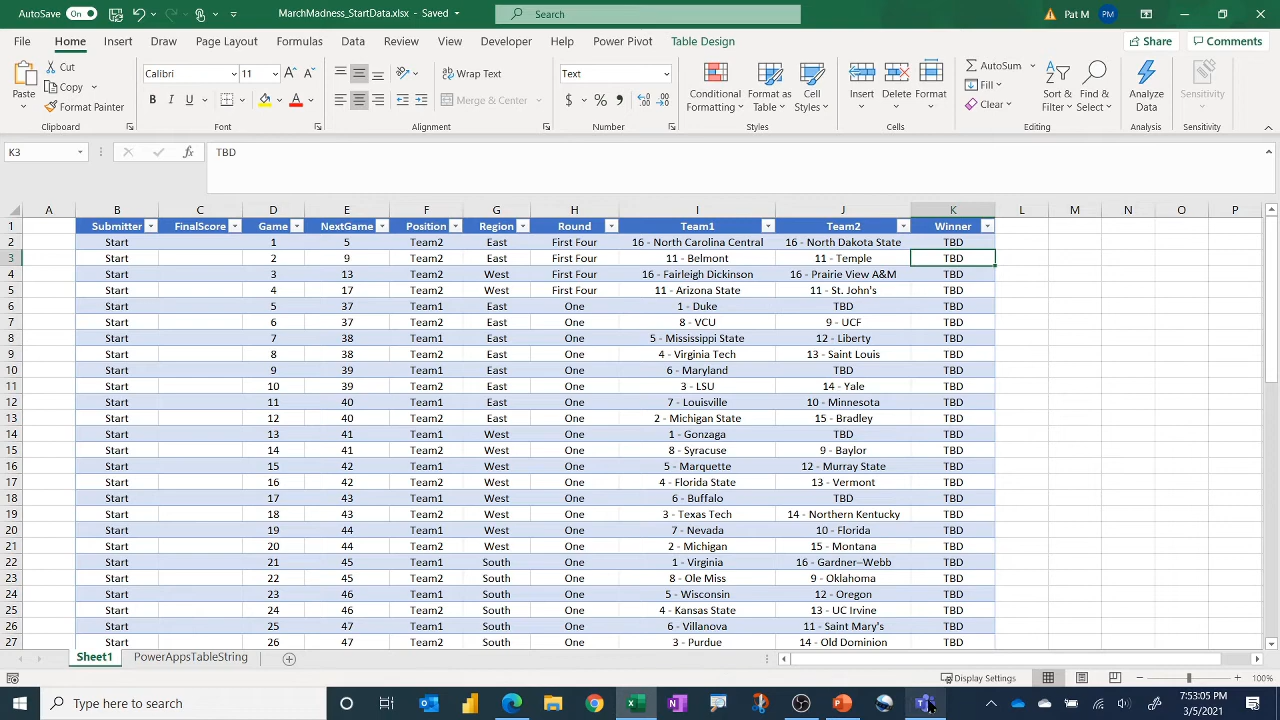 AutoSave On MarchMadness_StartData.xlsx - Saved Search Pat M PM
File Home Insert Draw Page Layout Formulas Data Review View Developer Help Power Pivot Table Design Share Comments
Paste Cut Copy Format Painter Clipboard
Calibri 11 B I U Font
Wrap Text Merge & Center Alignment
Text $ % , Number
Conditional Formatting Format as Table Cell Styles Styles
Insert Delete Format Cells
AutoSum Fill Clear Sort & Filter Find & Select Editing
Analyze Data Analysis
Sensitivity Sensitivity
K3 fx TBD
A B C D E F G H I J K L M N O P
1 Submitter FinalScore Game NextGame Position Region Round Team1 Team2 Winner
2 Start 1 5 Team2 East First Four 16 - North Carolina Central 16 - North Dakota State TBD
3 Start 2 9 Team2 East First Four 11 - Belmont 11 - Temple TBD
4 Start 3 13 Team2 West First Four 16 - Fairleigh Dickinson 16 - Prairie View A&M TBD
5 Start 4 17 Team2 West First Four 11 - Arizona State 11 - St. John's TBD
6 Start 5 37 Team1 East One 1 - Duke TBD TBD
7 Start 6 37 Team2 East One 8 - VCU 9 - UCF TBD
8 Start 7 38 Team1 East One 5 - Mississippi State 12 - Liberty TBD
9 Start 8 38 Team2 East One 4 - Virginia Tech 13 - Saint Louis TBD
10 Start 9 39 Team1 East One 6 - Maryland TBD TBD
11 Start 10 39 Team2 East One 3 - LSU 14 - Yale TBD
12 Start 11 40 Team1 East One 7 - Louisville 10 - Minnesota TBD
13 Start 12 40 Team2 East One 2 - Michigan State 15 - Bradley TBD
14 Start 13 41 Team1 West One 1 - Gonzaga TBD TBD
15 Start 14 41 Team2 West One 8 - Syracuse 9 - Baylor TBD
16 Start 15 42 Team1 West One 5 - Marquette 12 - Murray State TBD
17 Start 16 42 Team2 West One 4 - Florida State 13 - Vermont TBD
18 Start 17 43 Team1 West One 6 - Buffalo TBD TBD
19 Start 18 43 Team2 West One 3 - Texas Tech 14 - Northern Kentucky TBD
20 Start 19 44 Team1 West One 7 - Nevada 10 - Florida TBD
21 Start 20 44 Team2 West One 2 - Michigan 15 - Montana TBD
22 Start 21 45 Team1 South One 1 - Virginia 16 - Gardner–Webb TBD
23 Start 22 45 Team2 South One 8 - Ole Miss 9 - Oklahoma TBD
24 Start 23 46 Team1 South One 5 - Wisconsin 12 - Oregon TBD
25 Start 24 46 Team2 South One 4 - Kansas State 13 - UC Irvine TBD
26 Start 25 47 Team1 South One 6 - Villanova 11 - Saint Mary's TBD
27 Start 26 47 Team2 South One 3 - Purdue 14 - Old Dominion TBD
Sheet1 PowerAppsTableString
Display Settings 100%
Type here to search
7:53:05 PM
3/5/2021